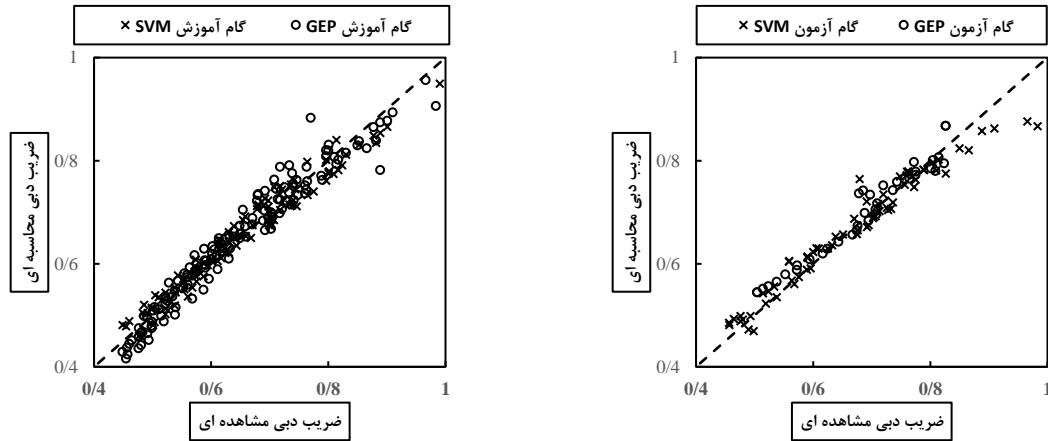 × گام آموزش SVM ○ گام آموزش GEP
1
0/8
0/6
0/4
ضریب دبی محاسبه ای
0/4 0/6 0/8 1
ضریب دبی مشاهده ای
× گام آزمون SVM ○ گام آزمون GEP
1
0/8
0/6
0/4
ضریب دبی محاسبه ای
0/4 0/6 0/8 1
ضریب دبی مشاهده ای